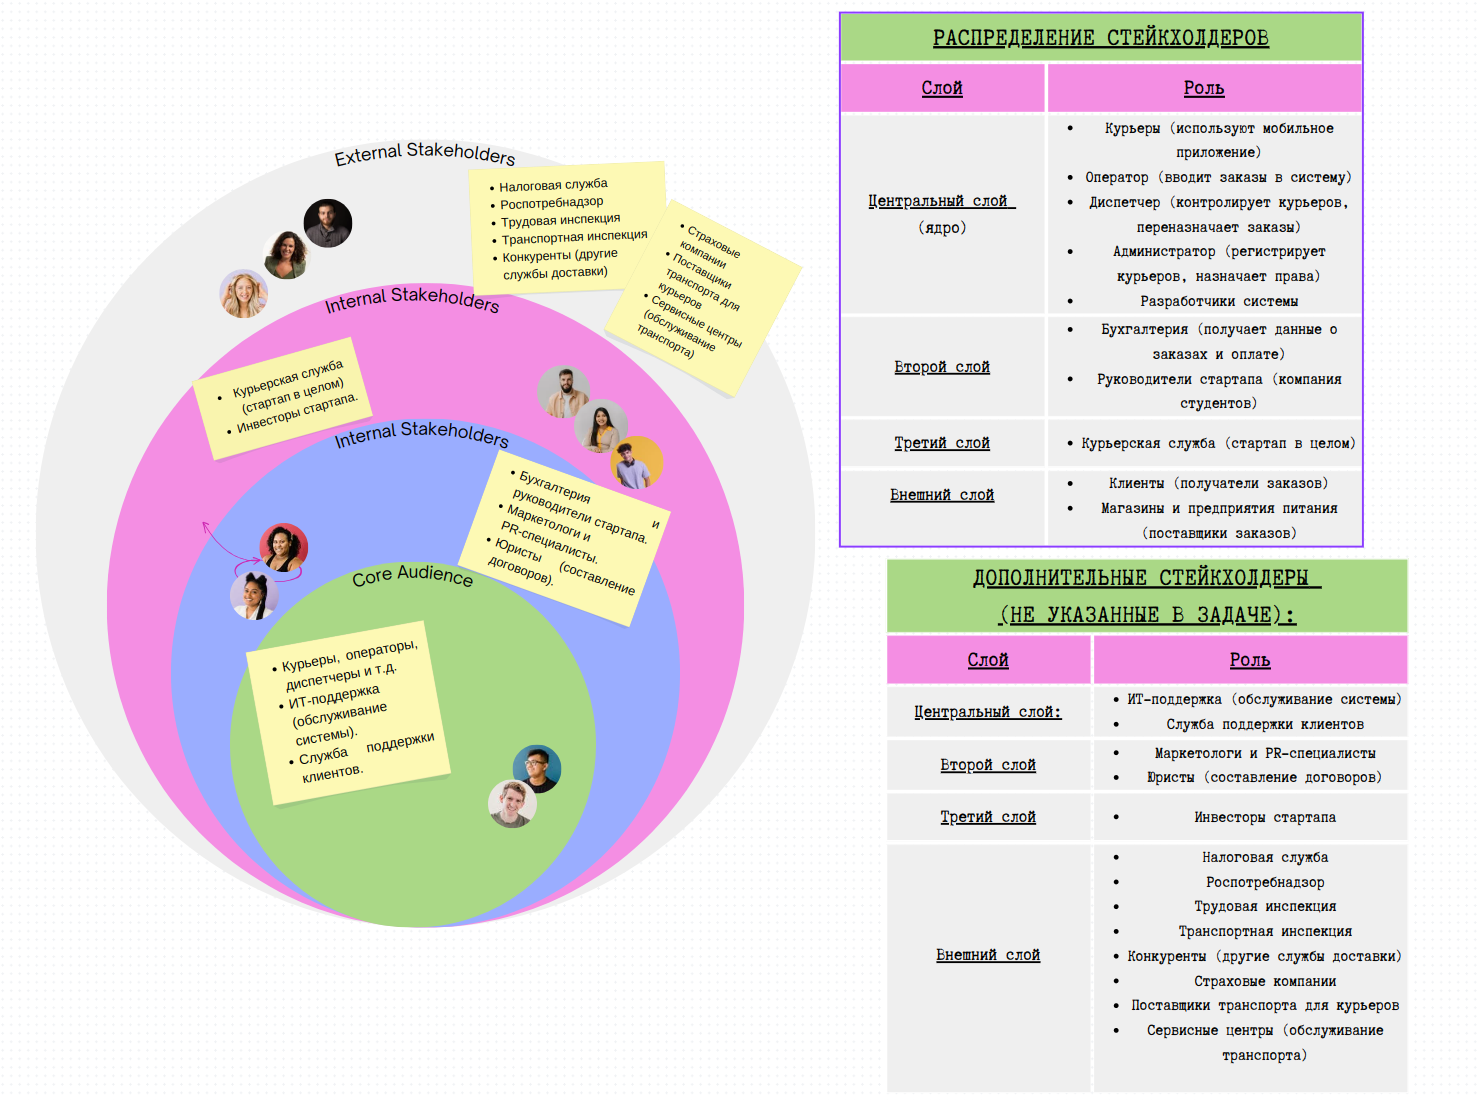 External Stakeholders
• Налоговая служба
• Роспотребнадзор
• Трудовая инспекция
• Транспортная инспекция
• Конкуренты (другие
службы доставки)
• Страховые
компании
• Поставщики
транспорта для
курьеров
• Сервисные центры
(обслуживание
транспорта)
Internal Stakeholders
• Курьерская служба
(стартап в целом)
• Инвесторы стартапа.
Internal Stakeholders
• Бухгалтерия и
руководители стартапа.
• Маркетологи и
PR-специалисты.
• Юристы (составление
договоров).
Core Audience
• Курьеры, операторы,
диспетчеры и т.д.
• ИТ-поддержка
(обслуживание
системы).
• Служба поддержки
клиентов.
РАСПРЕДЕЛЕНИЕ СТЕЙКХОЛДЕРОВ
Слой
Роль
Центральный слой
(ядро)
• Курьеры (используют мобильное
приложение)
• Оператор (вводит заказы в систему)
• Диспетчер (контролирует курьеров,
переназначает заказы)
• Администратор (регистрирует
курьеров, назначает права)
• Разработчики системы
Второй слой
• Бухгалтерия (получает данные о
заказах и оплате)
• Руководители стартапа (компания
студентов)
Третий слой
• Курьерская служба (стартап в целом)
Внешний слой
• Клиенты (получатели заказов)
• Магазины и предприятия питания
(поставщики заказов)
ДОПОЛНИТЕЛЬНЫЕ СТЕЙКХОЛДЕРЫ
(НЕ УКАЗАННЫЕ В ЗАДАЧЕ):
Слой
Роль
Центральный слой:
• ИТ-поддержка (обслуживание системы)
• Служба поддержки клиентов
Второй слой
• Маркетологи и PR-специалисты
• Юристы (составление договоров)
Третий слой
• Инвесторы стартапа
Внешний слой
• Налоговая служба
• Роспотребнадзор
• Трудовая инспекция
• Транспортная инспекция
• Конкуренты (другие службы доставки)
• Страховые компании
• Поставщики транспорта для курьеров
• Сервисные центры (обслуживание
транспорта)